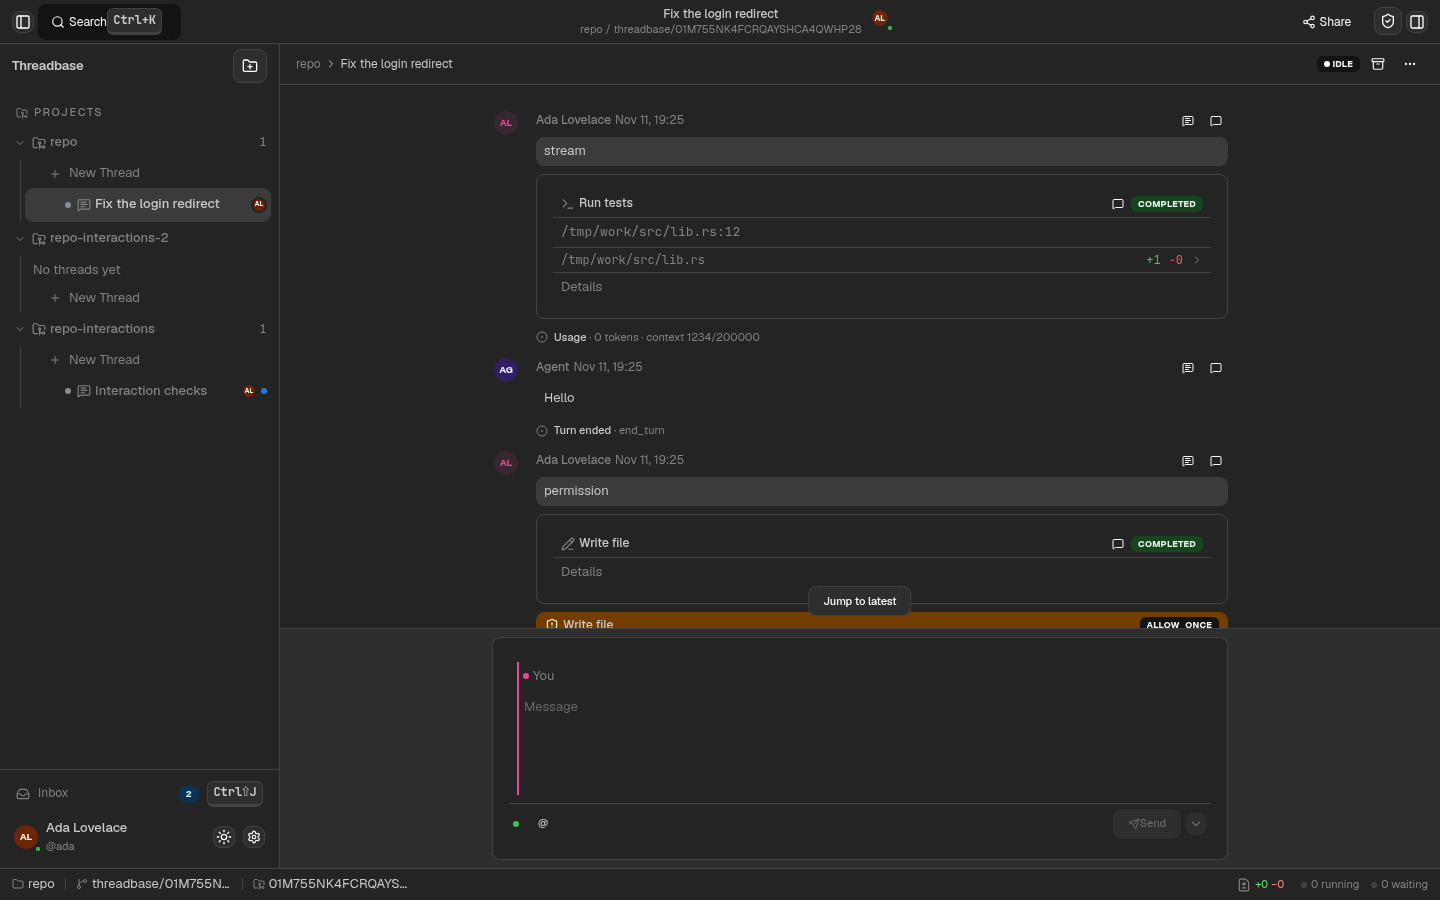 Search Ctrl+K
Fix the login redirect
repo / threadbase/01M755NK4FCRQAYSHCA4QWHP28
AL
Share
Threadbase
PROJECTS
repo 1
New Thread
Fix the login redirect AL
repo-interactions-2
No threads yet
New Thread
repo-interactions 1
New Thread
Interaction checks AL
Inbox 2 Ctrl⇧J
AL Ada Lovelace
@ada
repo > Fix the login redirect
IDLE
AL Ada Lovelace Nov 11, 19:25
stream
Run tests COMPLETED
/tmp/work/src/lib.rs:12
/tmp/work/src/lib.rs +1 -0
Details
Usage · 0 tokens · context 1234/200000
AG Agent Nov 11, 19:25
Hello
Turn ended · end_turn
AL Ada Lovelace Nov 11, 19:25
permission
Write file COMPLETED
Details
Jump to latest
Write file ALLOW_ONCE
You
Message
@ Send
repo threadbase/01M755N... 01M755NK4FCRQAYS...
+0 −0 0 running 0 waiting